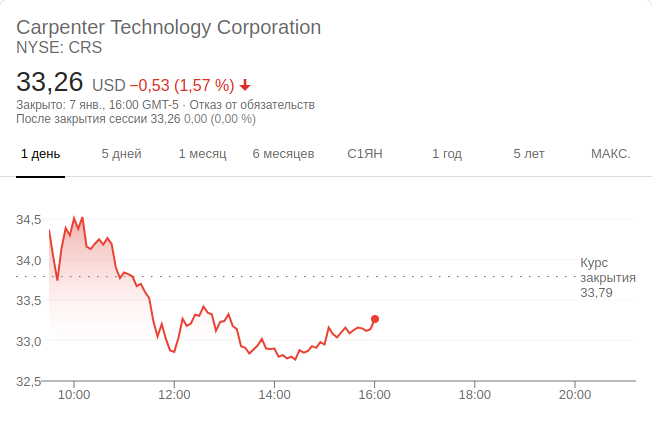 Carpenter Technology Corporation
NYSE: CRS
33,26 USD −0,53 (1,57 %)
Закрыто: 7 янв., 16:00 GMT-5 · Отказ от обязательств
После закрытия сессии 33,26 0,00 (0,00 %)
1 день 5 дней 1 месяц 6 месяцев С1ЯН 1 год 5 лет МАКС.
34,5
34,0
33,5
33,0
32,5
Курс
закрытия
33,79
10:00 12:00 14:00 16:00 18:00 20:00